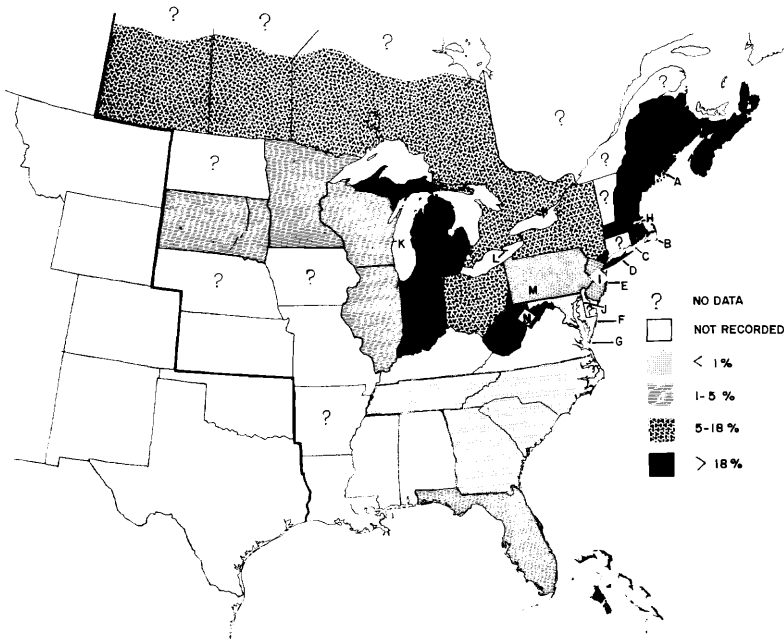 ?
?
?
?
?
?
?
A
?
H
?
B
K
L
C
D
?
?
M
I
E
J
N
F
G
?
? NO DATA
NOT RECORDED
< 1%
1-5 %
5-18 %
> 18%